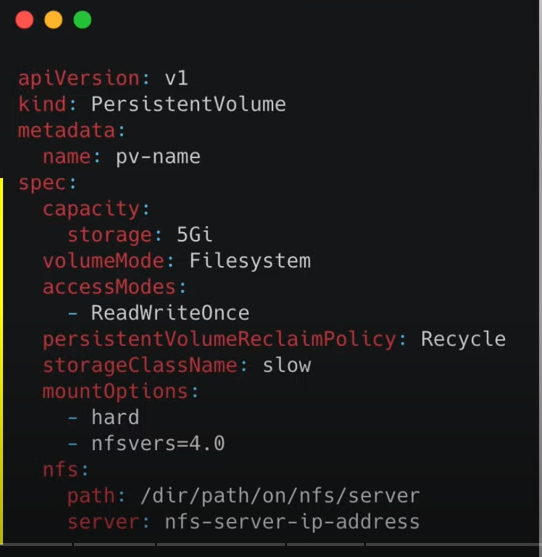 apiVersion: v1
kind: PersistentVolume
metadata:
  name: pv-name
spec:
  capacity:
    storage: 5Gi
  volumeMode: Filesystem
  accessModes:
    - ReadWriteOnce
  persistentVolumeReclaimPolicy: Recycle
  storageClassName: slow
  mountOptions:
    - hard
    - nfsvers=4.0
  nfs:
    path: /dir/path/on/nfs/server
    server: nfs-server-ip-address